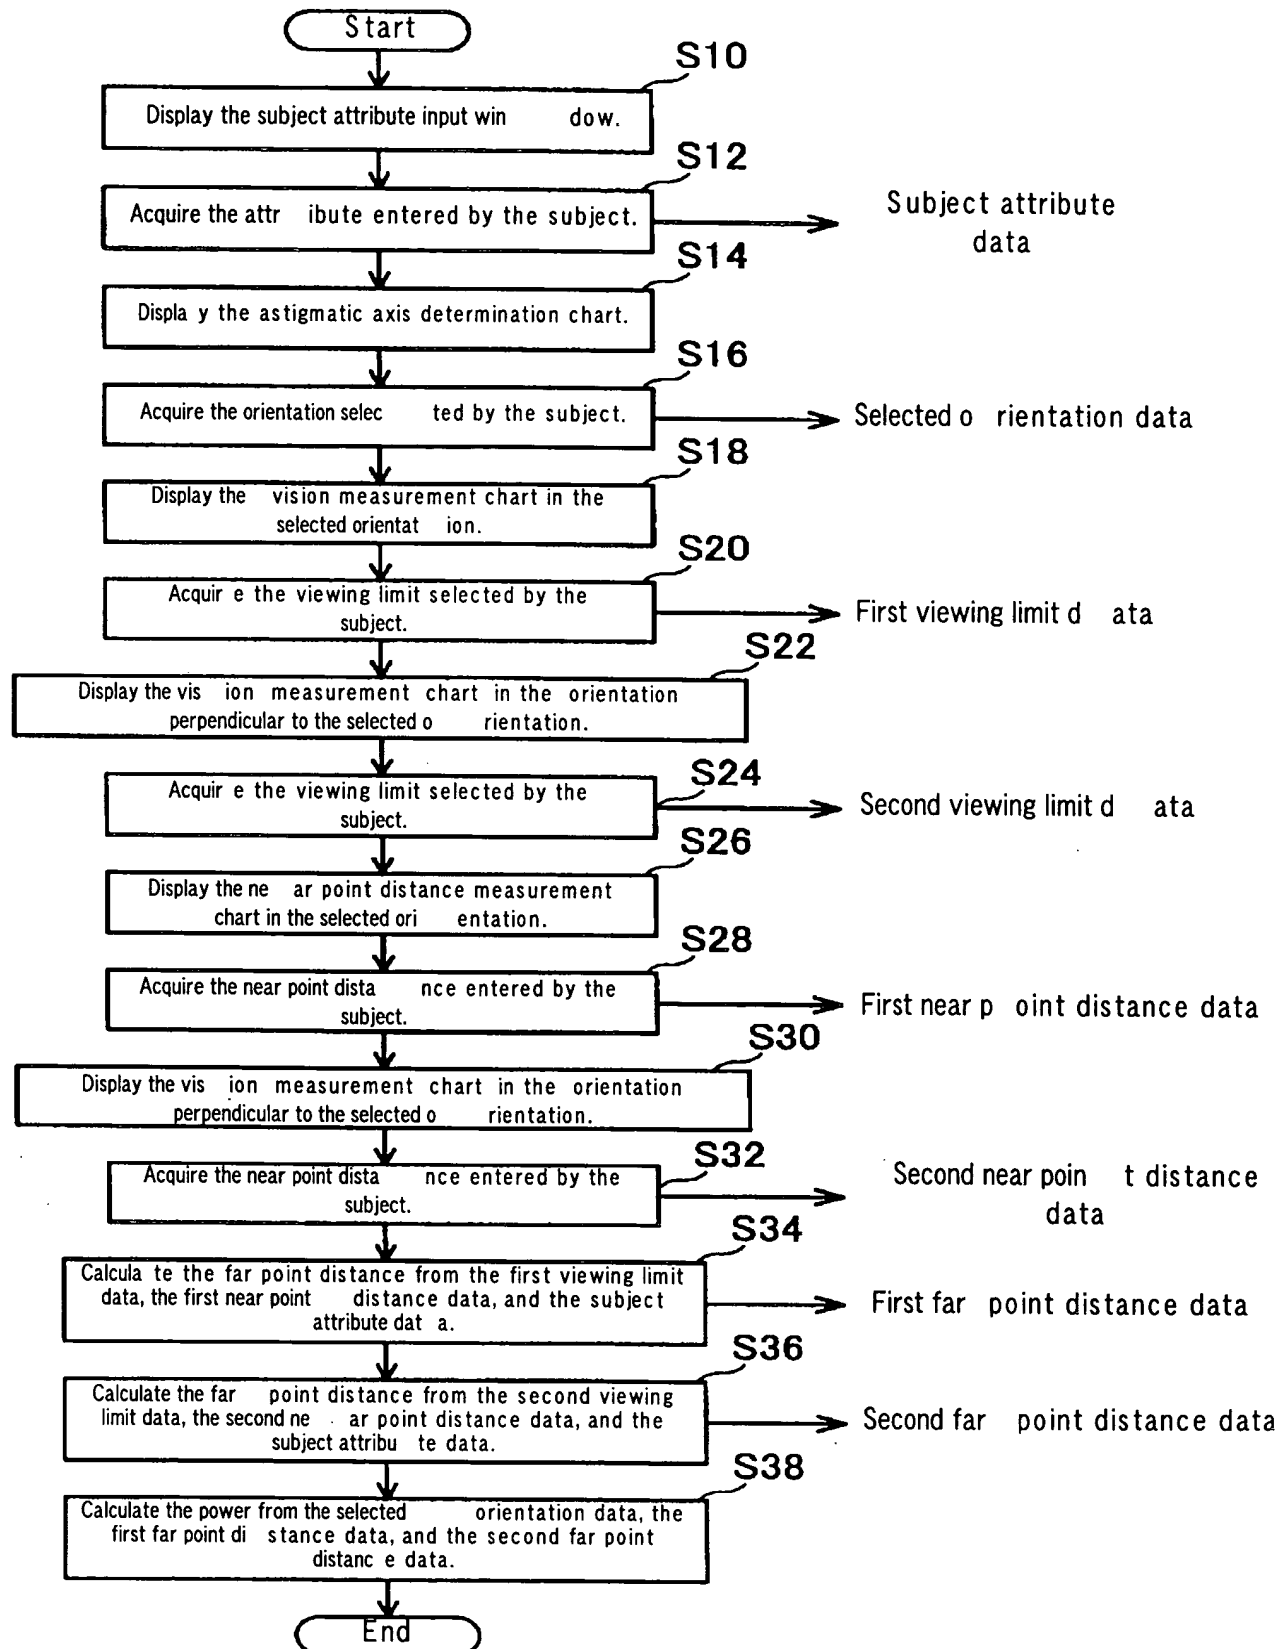 Start
S10
Display the subject attribute input win dow.
S12
Acquire the attr ibute entered by the subject.
Subject attribute
data
S14
Displa y the astigmatic axis determination chart.
S16
Acquire the orientation selec ted by the subject.
Selected o rientation data
S18
Display the vision measurement chart in the
selected orientat ion.
S20
Acquir e the viewing limit selected by the
subject.
First viewing limit d ata
S22
Display the vis ion measurement chart in the orientation
perpendicular to the selected o rientation.
S24
Acquir e the viewing limit selected by the
subject.
Second viewing limit d ata
S26
Display the ne ar point distance measurement
chart in the selected ori entation.
S28
Acquire the near point dista nce entered by the
subject.
First near p oint distance data
S30
Display the vis ion measurement chart in the orientation
perpendicular to the selected o rientation.
S32
Acquire the near point dista nce entered by the
subject.
Second near poin t distance
data
S34
Calcula te the far point distance from the first viewing limit
data, the first near point distance data, and the subject
attribute dat a.
First far point distance data
S36
Calculate the far point distance from the second viewing
limit data, the second ne ar point distance data, and the
subject attribu te data.
Second far point distance data
S38
Calculate the power from the selected orientation data, the
first far point di stance data, and the second far point
distanc e data.
End